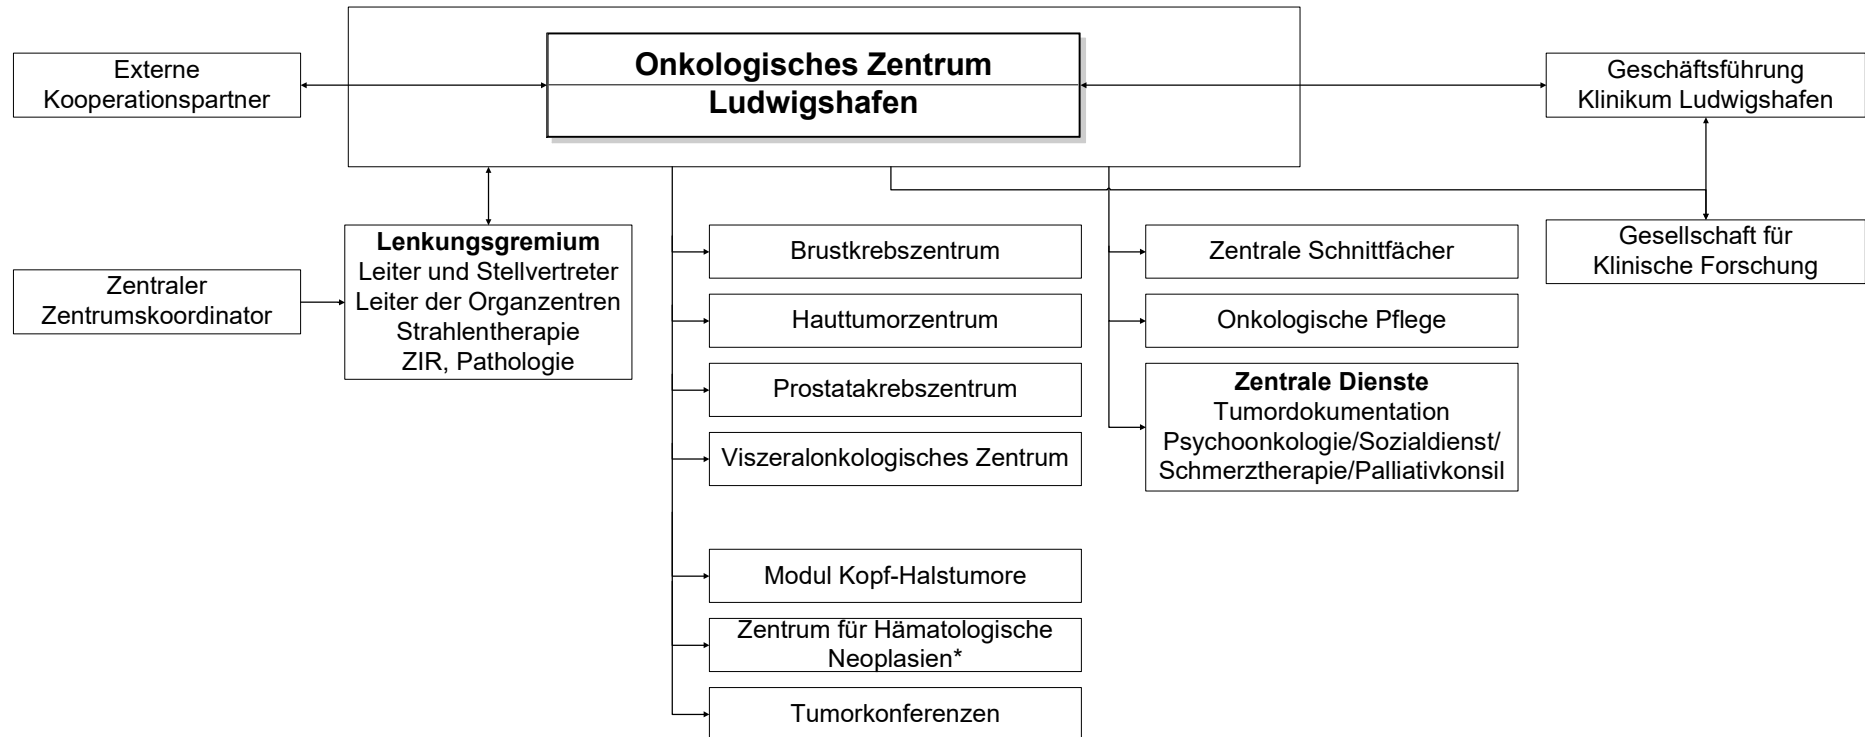 Onkologisches Zentrum
Ludwigshafen
Externe
Kooperationspartner
Geschäftsführung
Klinikum Ludwigshafen
Zentraler
Zentrumskoordinator
Lenkungsgremium
Leiter und Stellvertreter
Leiter der Organzentren
Strahlentherapie
ZIR, Pathologie
Brustkrebszentrum
Hauttumorzentrum
Prostatakrebszentrum
Viszeralonkologisches Zentrum
Modul Kopf-Halstumore
Zentrum für Hämatologische
Neoplasien*
Tumorkonferenzen
Zentrale Schnittfächer
Onkologische Pflege
Zentrale Dienste
Tumordokumentation
Psychoonkologie/Sozialdienst/
Schmerztherapie/Palliativkonsil
Gesellschaft für
Klinische Forschung